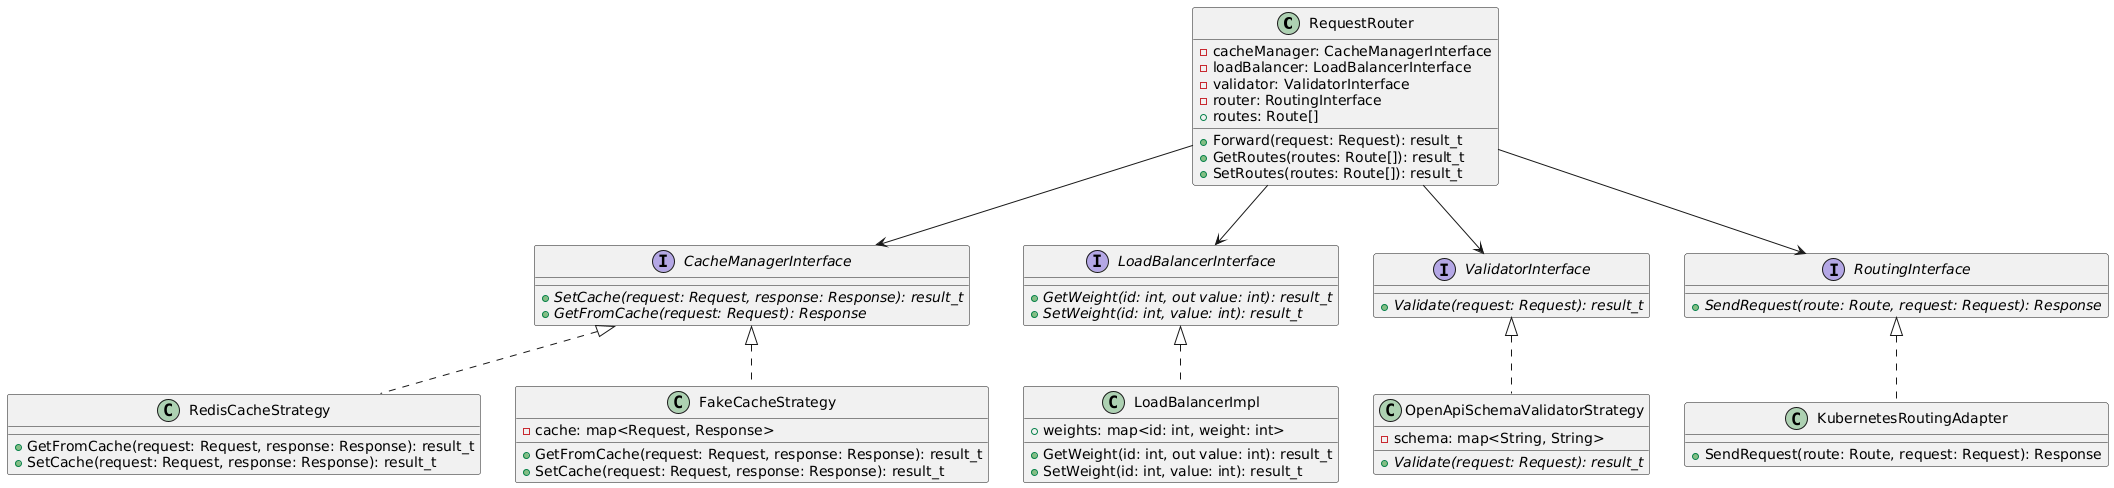 C RequestRouter
cacheManager: CacheManagerInterface
loadBalancer: LoadBalancerInterface
validator: ValidatorInterface
router: RoutingInterface
routes: Route[]
Forward(request: Request): result_t
GetRoutes(routes: Route[]): result_t
SetRoutes(routes: Route[]): result_t
I CacheManagerInterface
SetCache(request: Request, response: Response): result_t
GetFromCache(request: Request): Response
I LoadBalancerInterface
GetWeight(id: int, out value: int): result_t
SetWeight(id: int, value: int): result_t
I ValidatorInterface
Validate(request: Request): result_t
I RoutingInterface
SendRequest(route: Route, request: Request): Response
C RedisCacheStrategy
GetFromCache(request: Request, response: Response): result_t
SetCache(request: Request, response: Response): result_t
C FakeCacheStrategy
cache: map<Request, Response>
GetFromCache(request: Request, response: Response): result_t
SetCache(request: Request, response: Response): result_t
C LoadBalancerImpl
weights: map<id: int, weight: int>
GetWeight(id: int, out value: int): result_t
SetWeight(id: int, value: int): result_t
C OpenApiSchemaValidatorStrategy
schema: map<String, String>
Validate(request: Request): result_t
C KubernetesRoutingAdapter
SendRequest(route: Route, request: Request): Response